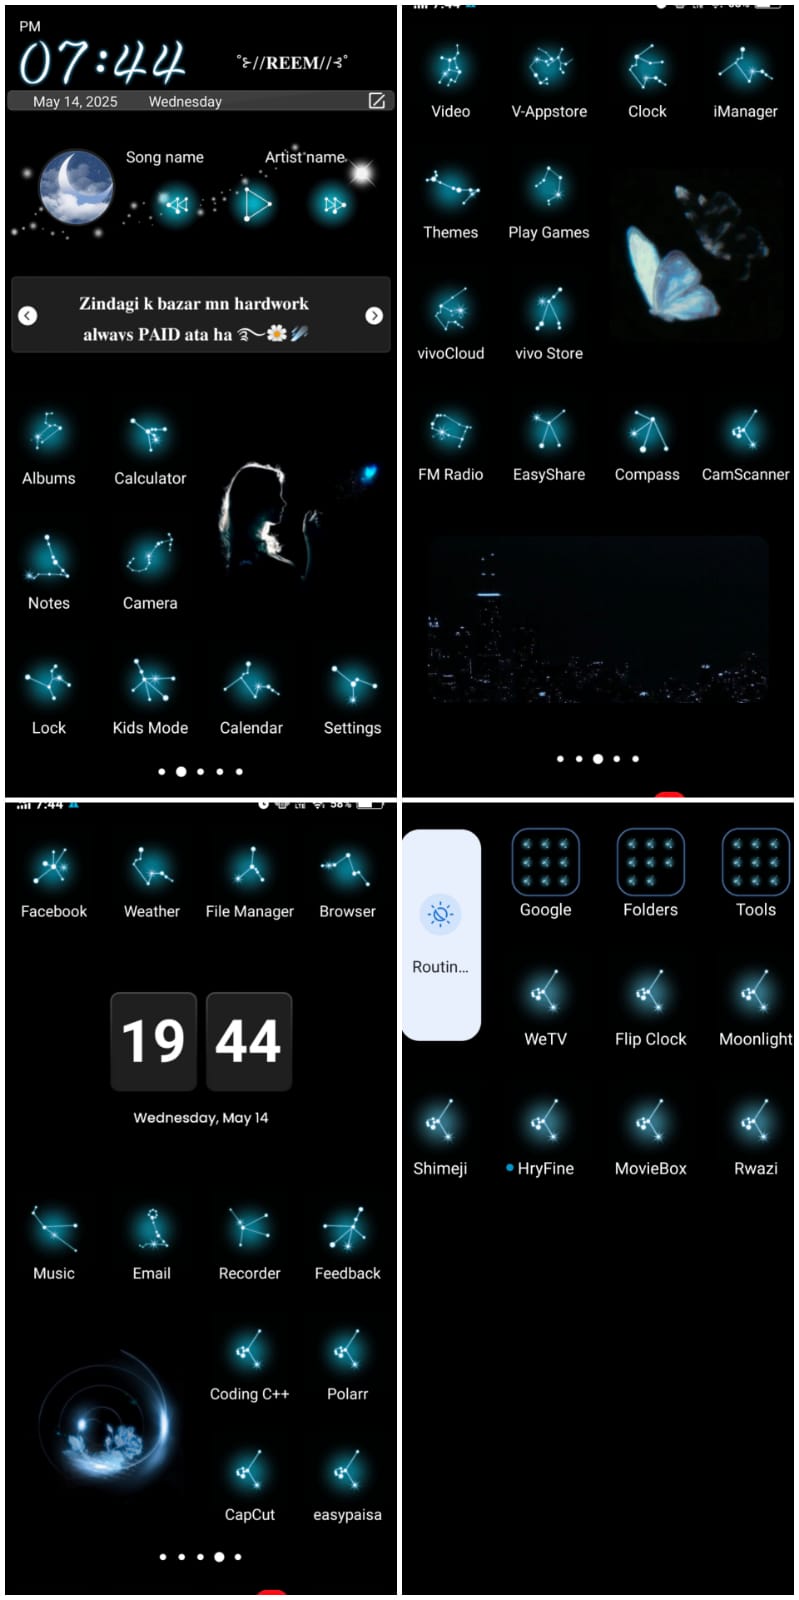 PM
07:44
˚⊱//REEM//⊰˚
May 14, 2025 Wednesday
Song name Artist name
Zindagi k bazar mn hardwork
always PAID ata ha ࿐🌼🪽
Albums Calculator
Notes Camera
Lock Kids Mode Calendar Settings
7:44
Video V-Appstore Clock iManager
Themes Play Games
vivoCloud vivo Store
FM Radio EasyShare Compass CamScanner
7:44 LTE 58%
Facebook Weather File Manager Browser
19 44
Wednesday, May 14
Music Email Recorder Feedback
Coding C++ Polarr
CapCut easypaisa
Google Folders Tools
Routin...
WeTV Flip Clock Moonlight
Shimeji HryFine MovieBox Rwazi